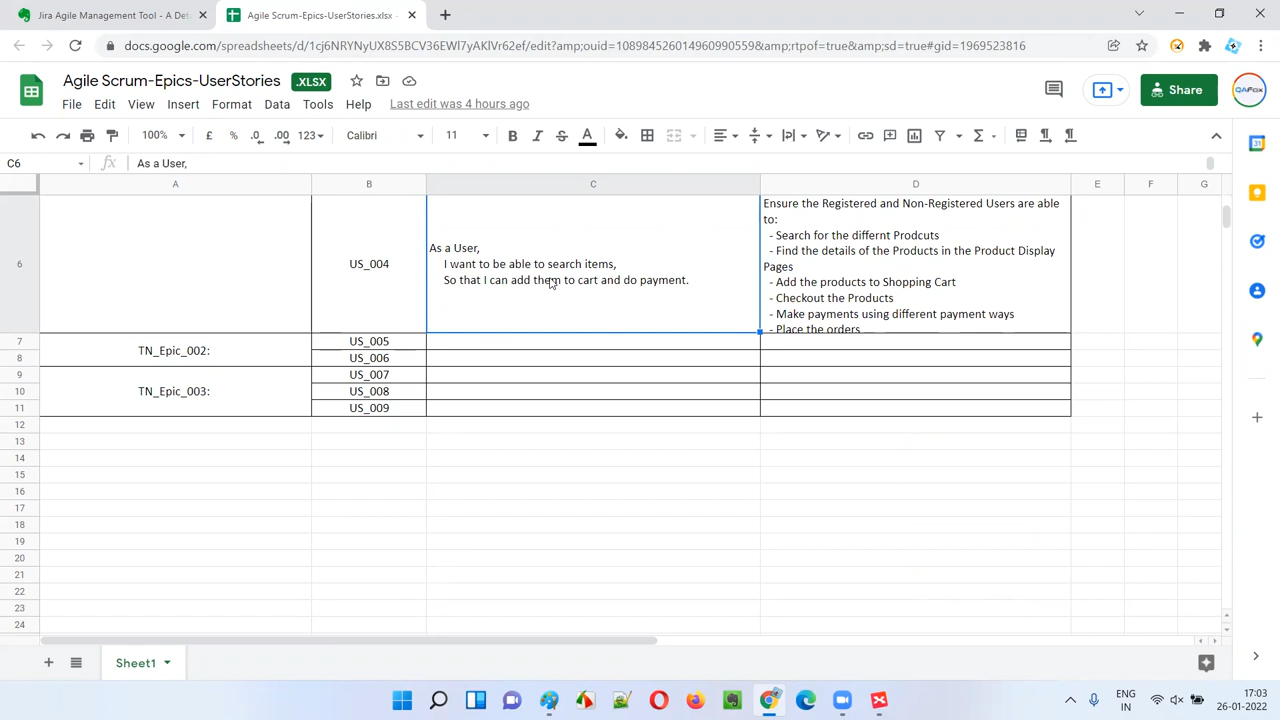 Jira Agile Management Tool - A Det
Agile Scrum-Epics-UserStories.xlsx -
docs.google.com/spreadsheets/d/1cj6NRYNyUX8S5BCV36EWl7yAKlVr62eC/edit?amp;ouid=108984526014960990559&amp;rtpof=true&amp;sd=true#gid=1969523816
Agile Scrum-Epics-UserStories .XLSX
Share
QAFox
File Edit View Insert Format Data Tools Help Last edit was 4 hours ago
100% £ % .0 .00 123 Calibri 11 B I S A
C6 fx As a User,
A B C D E F G
6
US_004
As a User,
I want to be able to search items,
So that I can add them to cart and do payment.
Ensure the Registered and Non-Registered Users are able
to:
- Search for the differnt Prodcuts
- Find the details of the Products in the Product Display
Pages
- Add the products to Shopping Cart
- Checkout the Products
- Make payments using different payment ways
- Place the orders
7 US_005
TN_Epic_002:
8 US_006
9 US_007
10 TN_Epic_003: US_008
11 US_009
12
13
14
15
16
17
18
19
20
21
22
23
24
Sheet1
ENG
IN
17:03
26-01-2022